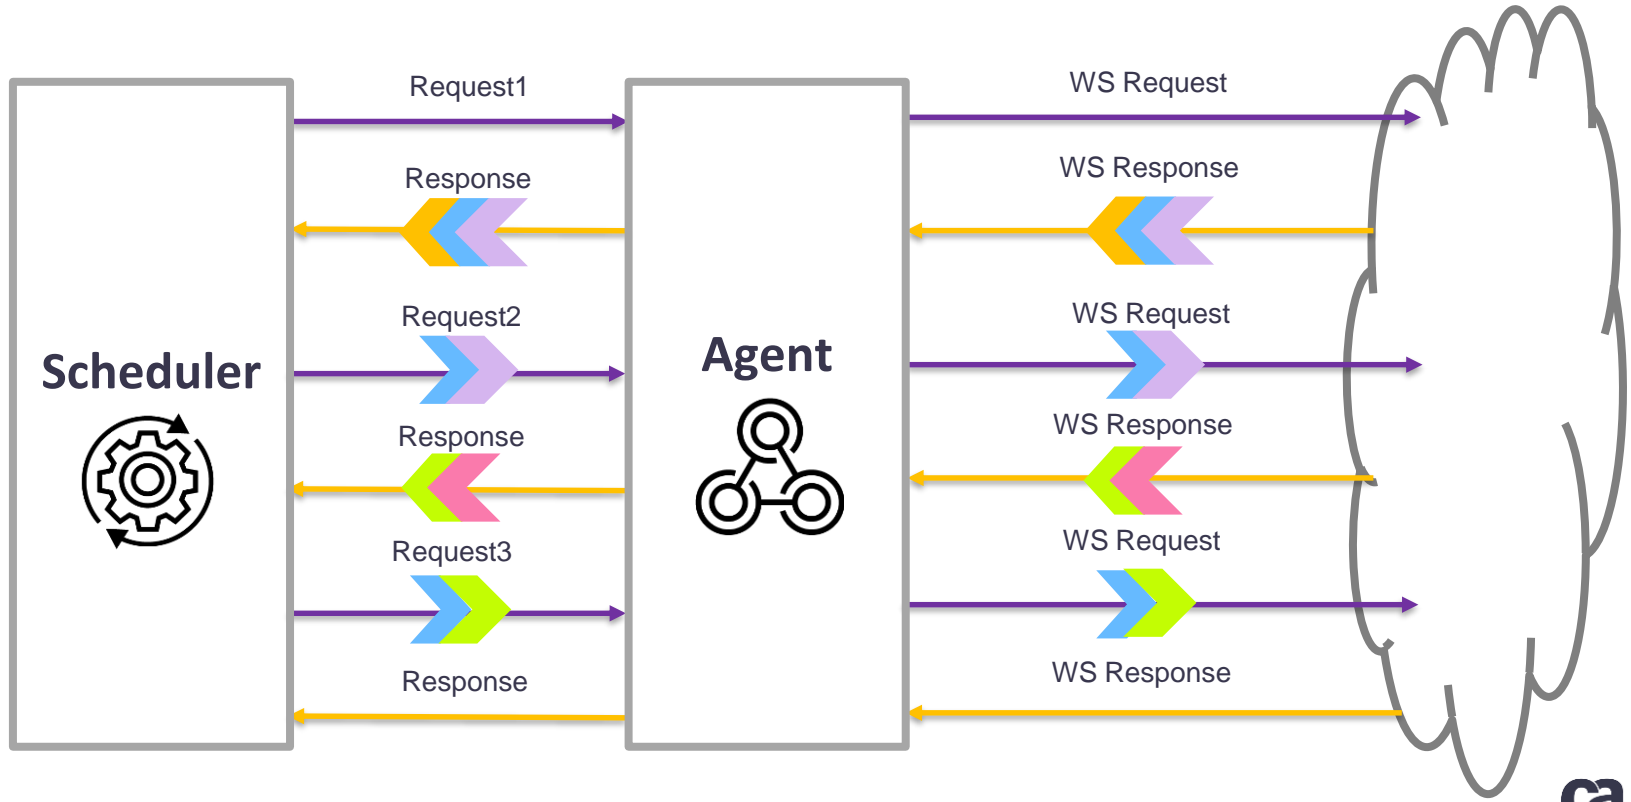 Request1
WS Request
Response
WS Response
Request2
WS Request
Scheduler
Agent
Response
WS Response
Request3
WS Request
Response
WS Response
ca